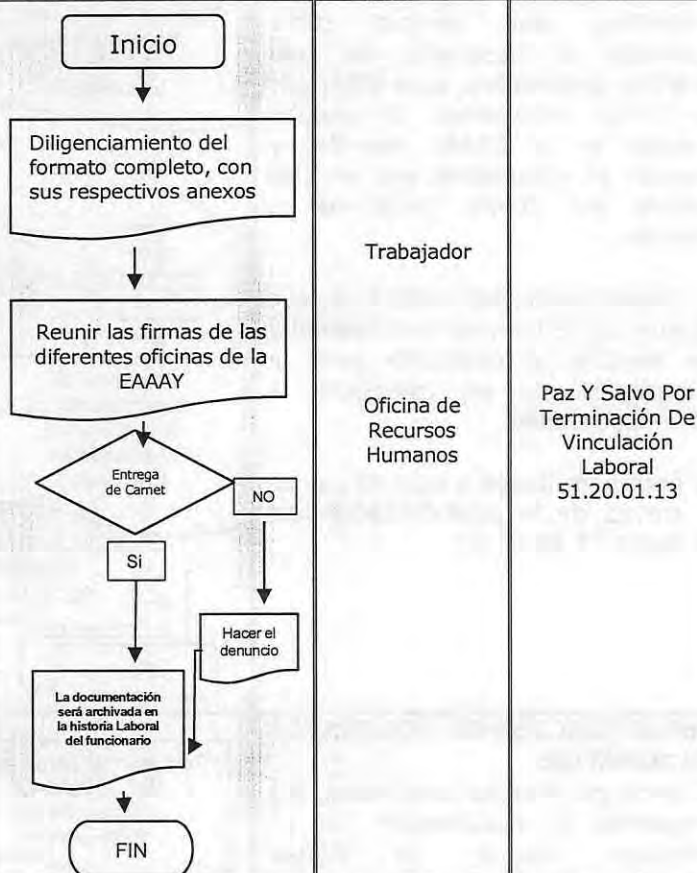 Inicio
Diligenciamiento del
formato completo, con
sus respectivos anexos
Reunir las firmas de las
diferentes oficinas de la
EAAAY
Entrega
de Carnet
NO
Si
Hacer el
denuncio
La documentación
será archivada en
la historia Laboral
del funcionario
FIN
Trabajador
Oficina de
Recursos
Humanos
Paz Y Salvo Por
Terminación De
Vinculación
Laboral
51.20.01.13